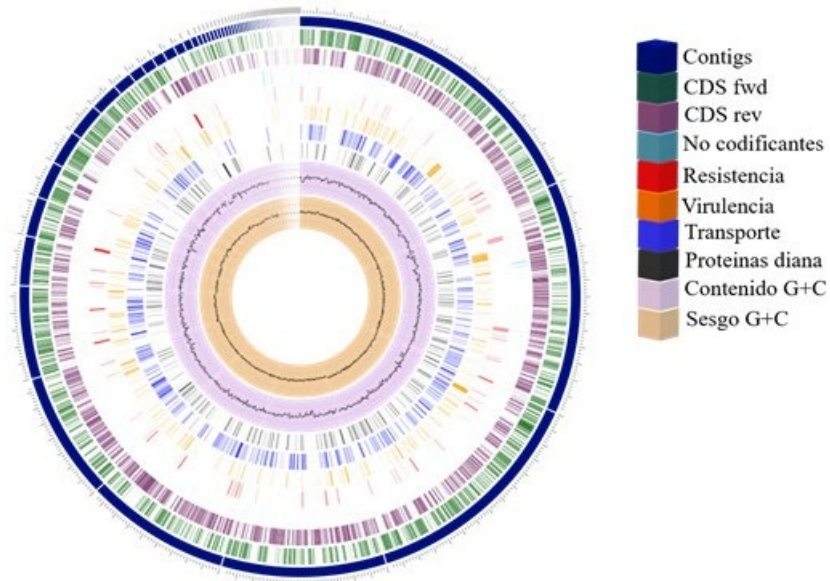 Contigs
CDS fwd
CDS rev
No codificantes
Resistencia
Virulencia
Transporte
Proteinas diana
Contenido G+C
Sesgo G+C